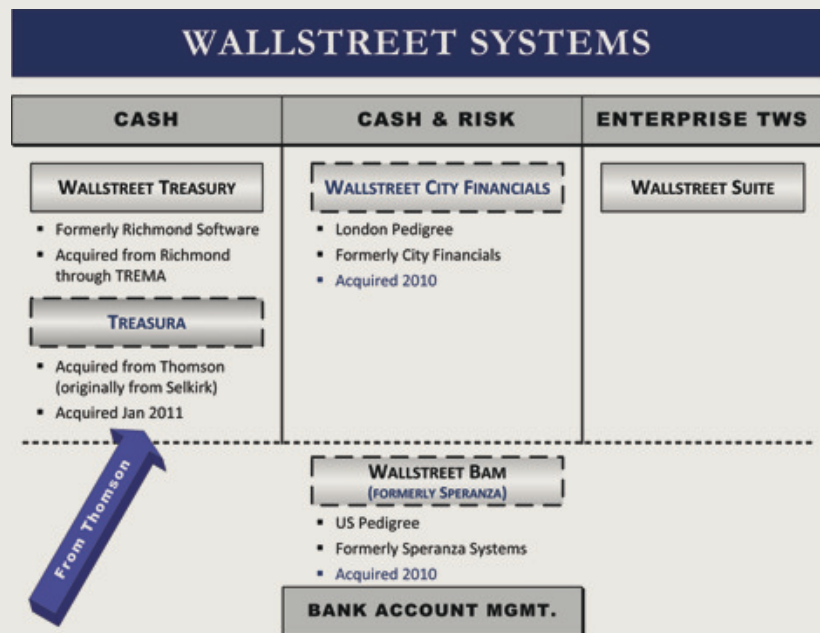 WALLSTREET SYSTEMS
CASH
CASH & RISK
ENTERPRISE TWS
WALLSTREET TREASURY
▪ Formerly Richmond Software
▪ Acquired from Richmond
through TREMA
TREASURA
▪ Acquired from Thomson
(originally from Selkirk)
▪ Acquired Jan 2011
From Thomson
WALLSTREET CITY FINANCIALS
▪ London Pedigree
▪ Formerly City Financials
▪ Acquired 2010
WALLSTREET SUITE
WALLSTREET BAM
(FORMERLY SPERANZA)
▪ US Pedigree
▪ Formerly Speranza Systems
▪ Acquired 2010
BANK ACCOUNT MGMT.